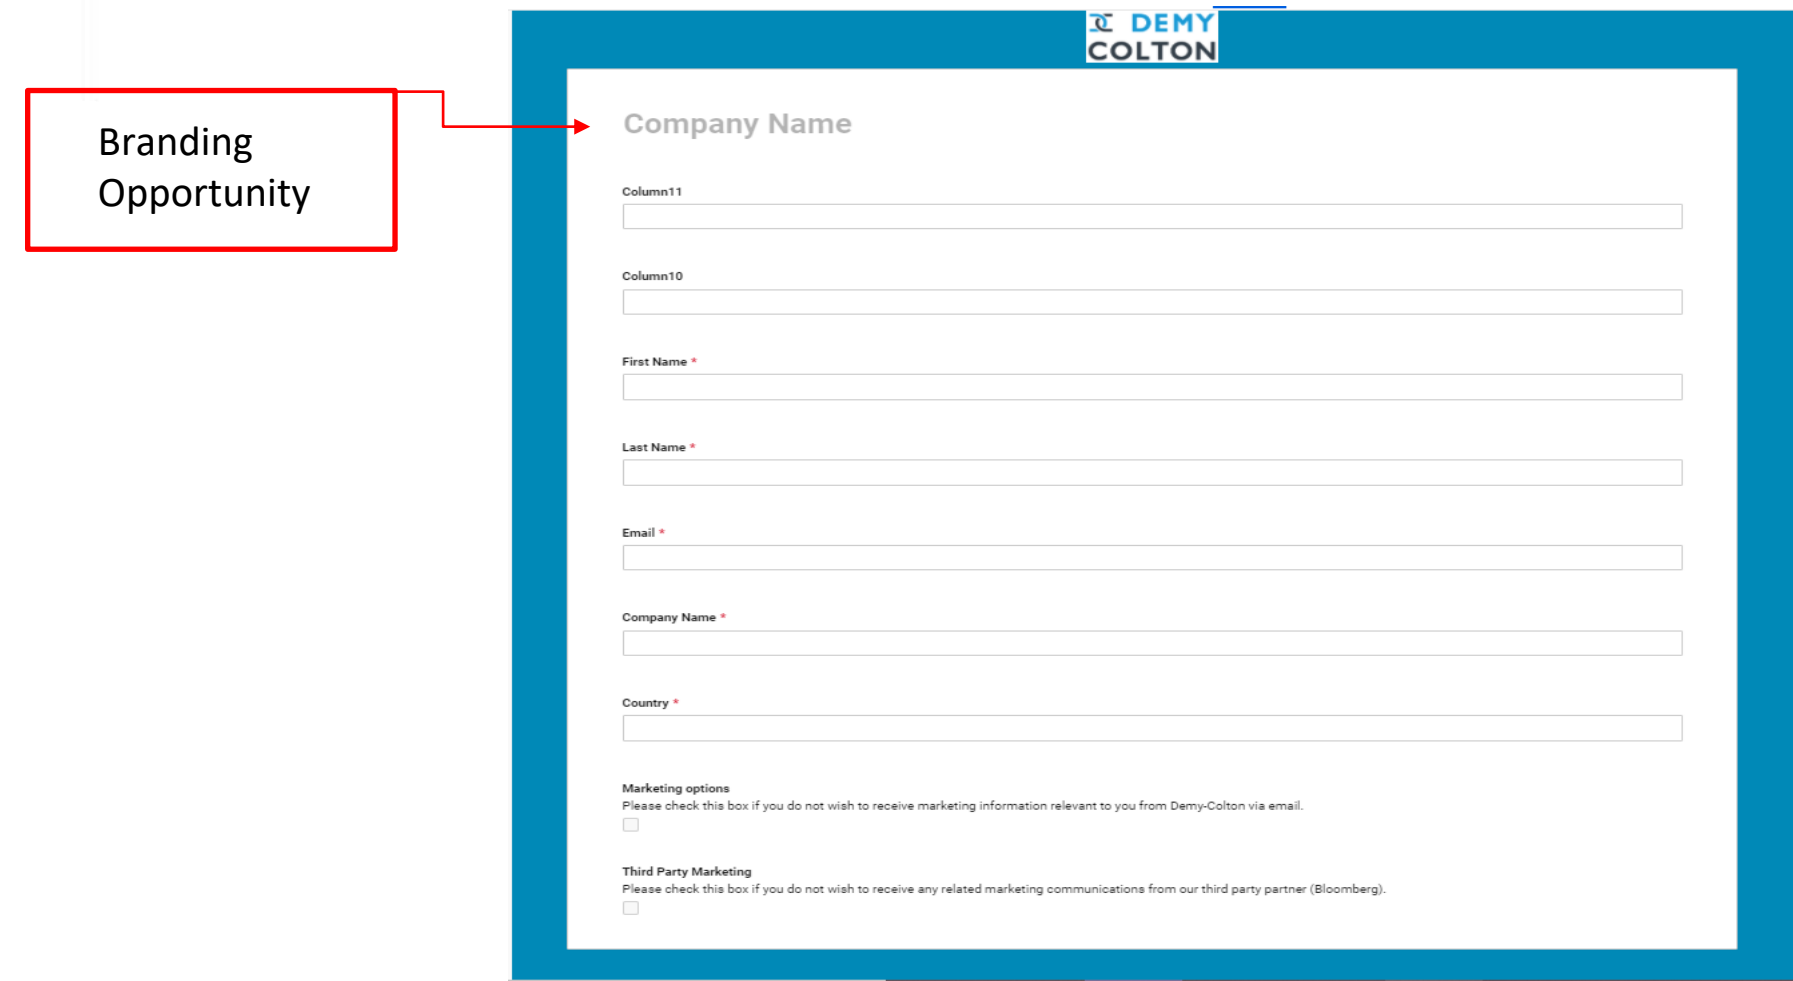 DEMY
COLTON
Branding
Opportunity
Company Name
Column11
Column10
First Name *
Last Name *
Email *
Company Name *
Country *
Marketing options
Please check this box if you do not wish to receive marketing information relevant to you from Demy-Colton via email.
Third Party Marketing
Please check this box if you do not wish to receive any related marketing communications from our third party partner (Bloomberg).